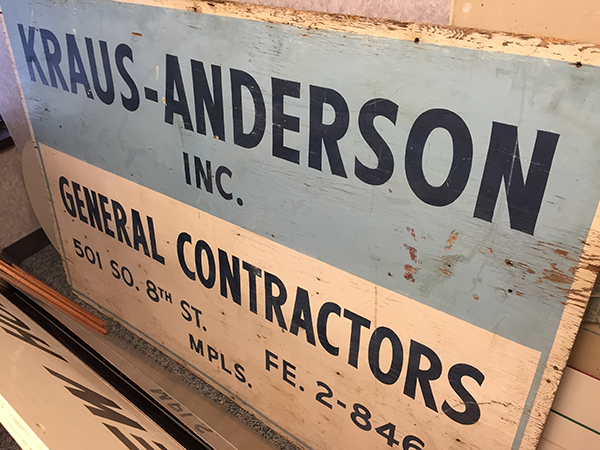 KRAUS-ANDERSON
INC.
GENERAL CONTRACTORS
501 SO. 8TH ST. FE. 2-846
MPLS.